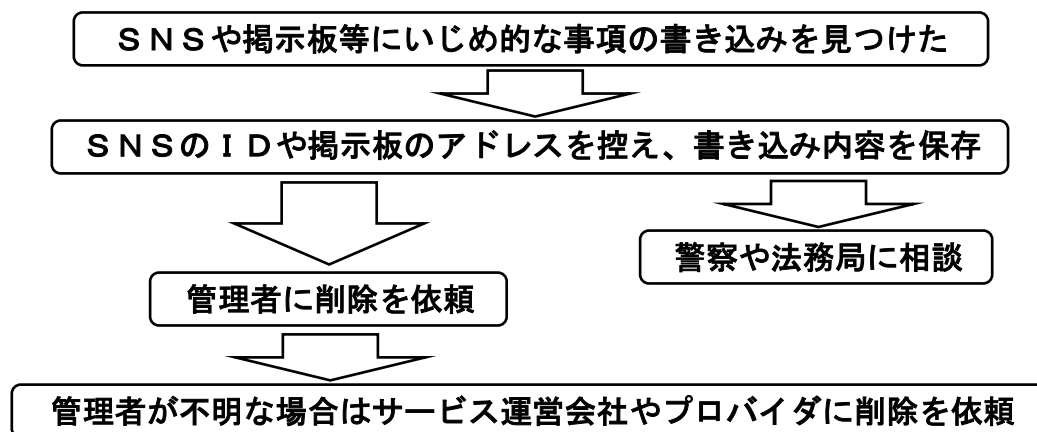 ＳＮＳや掲示板等にいじめ的な事項の書き込みを見つけた
ＳＮＳのＩＤや掲示板のアドレスを控え、書き込み内容を保存
警察や法務局に相談
管理者に削除を依頼
管理者が不明な場合はサービス運営会社やプロバイダに削除を依頼